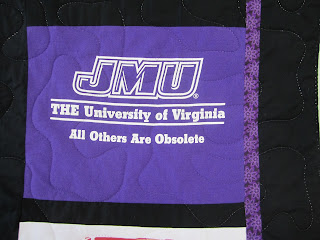 JMU®
THE University of Virginia
All Others Are Obsolete